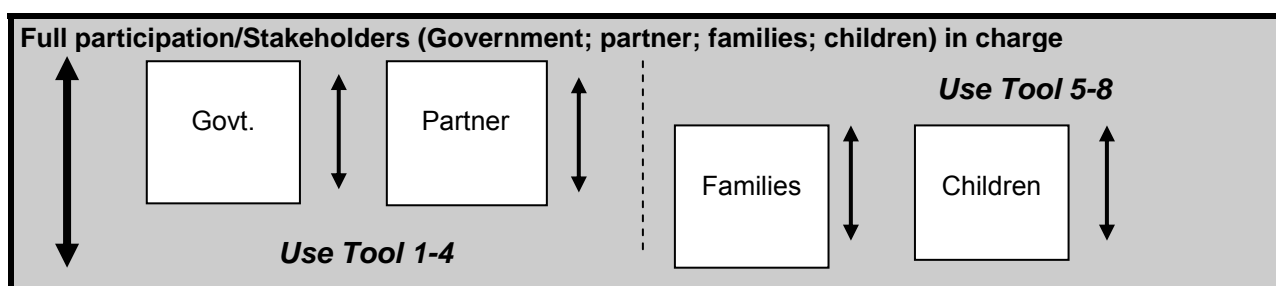 Full participation/Stakeholders (Government; partner; families; children) in charge
Govt.
Partner
Use Tool 1-4
Use Tool 5-8
Families
Children